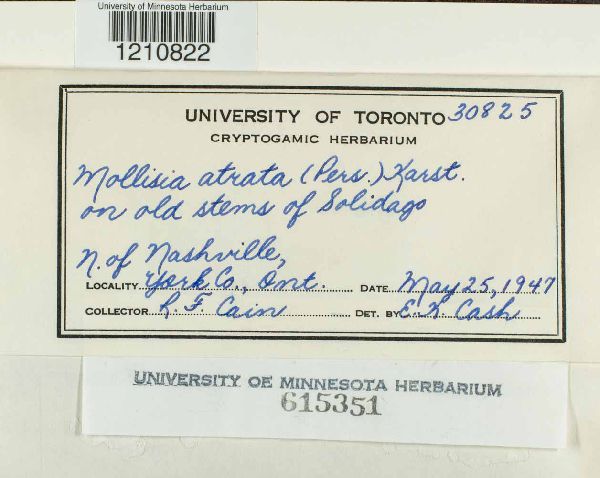 University of Minnesota Herbarium
1210822
UNIVERSITY OF TORONTO 30825
CRYPTOGAMIC HERBARIUM
Mollisia atrata (Pers.) Karst.
on old stems of Solidago
N. of Nashville,
LOCALITY York Co., Ont. DATE May 25, 1947
COLLECTOR R. F. Cain DET. BY E. K. Cash
UNIVERSITY OF MINNESOTA HERBARIUM
615351